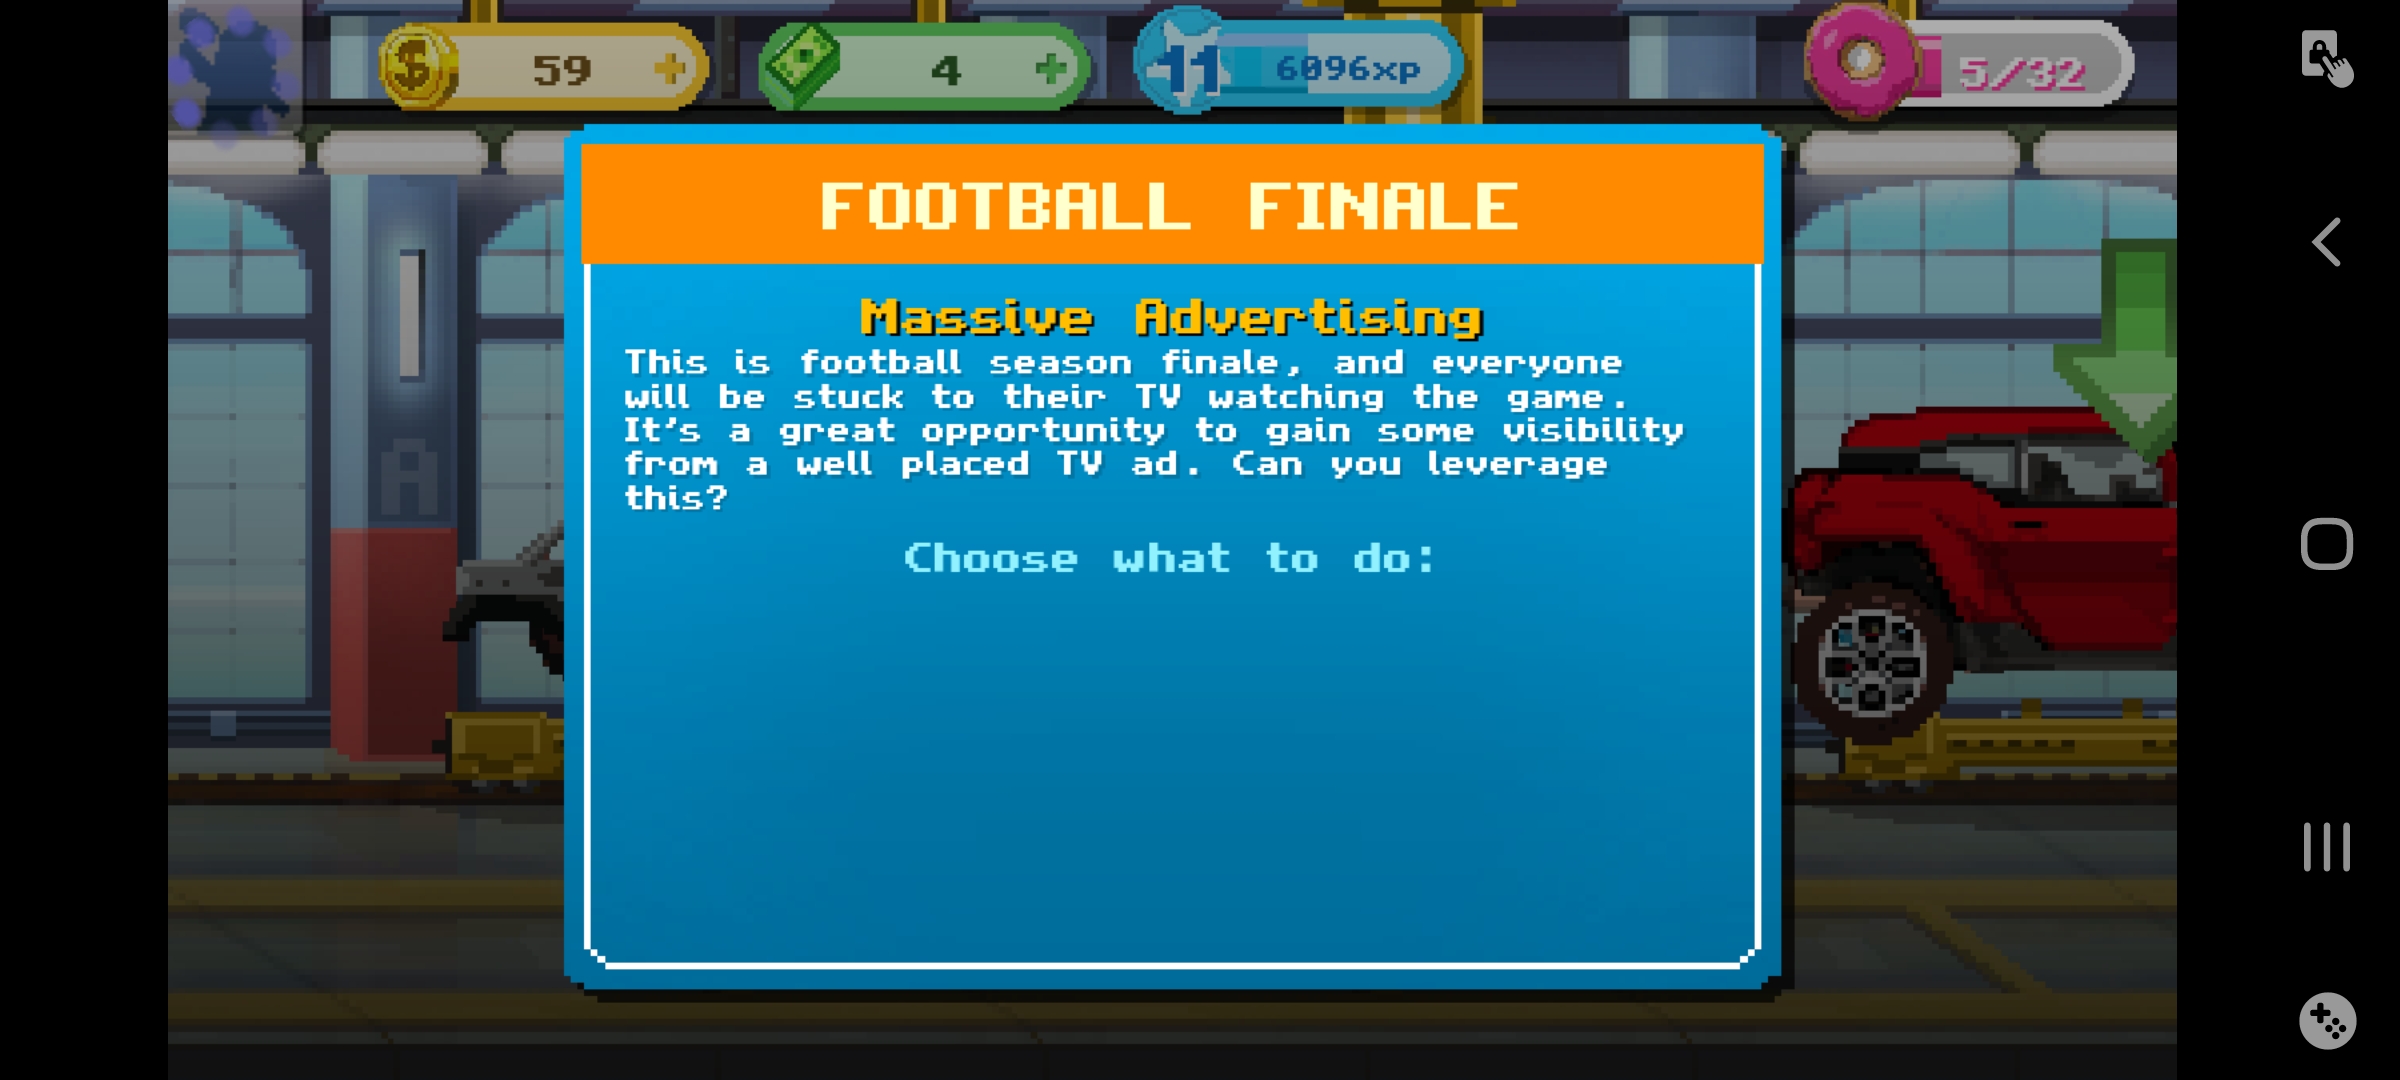 59
4
11
6096xp
5/32
FOOTBALL FINALE
Massive Advertising
This is football season finale, and everyone
will be stuck to their TV watching the game.
It's a great opportunity to gain some visibility
from a well placed TV ad. Can you leverage
this?
A
Choose what to do: